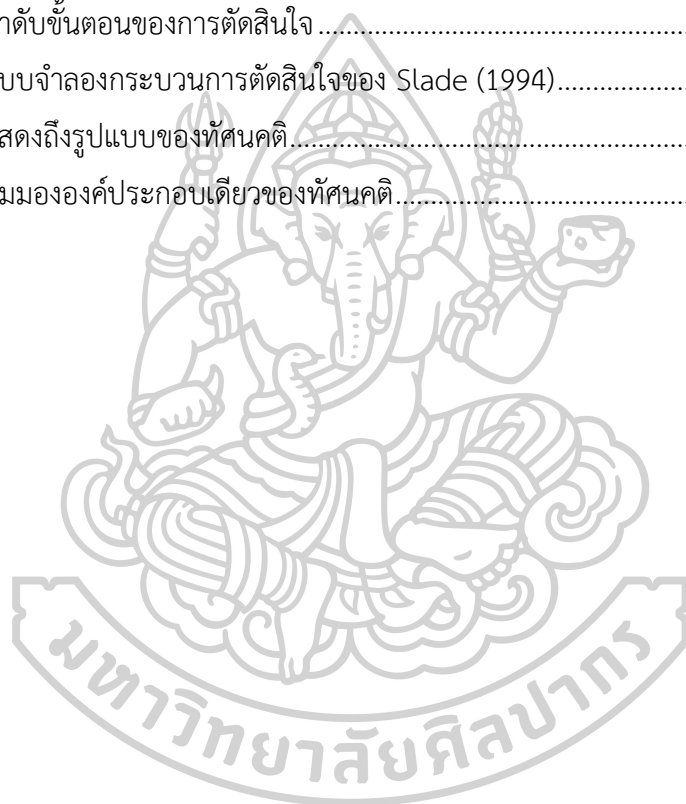 าดับขั้นตอนของการตัดสินใจ........................................................
บบจำลองกระบวนการตัดสินใจของ Slade (1994)...................
สดงถึงรูปแบบของทัศนคติ............................................................
มมององค์ประกอบเดียวของทัศนคติ............................................
มหาวิทยาลัยศิลปากร